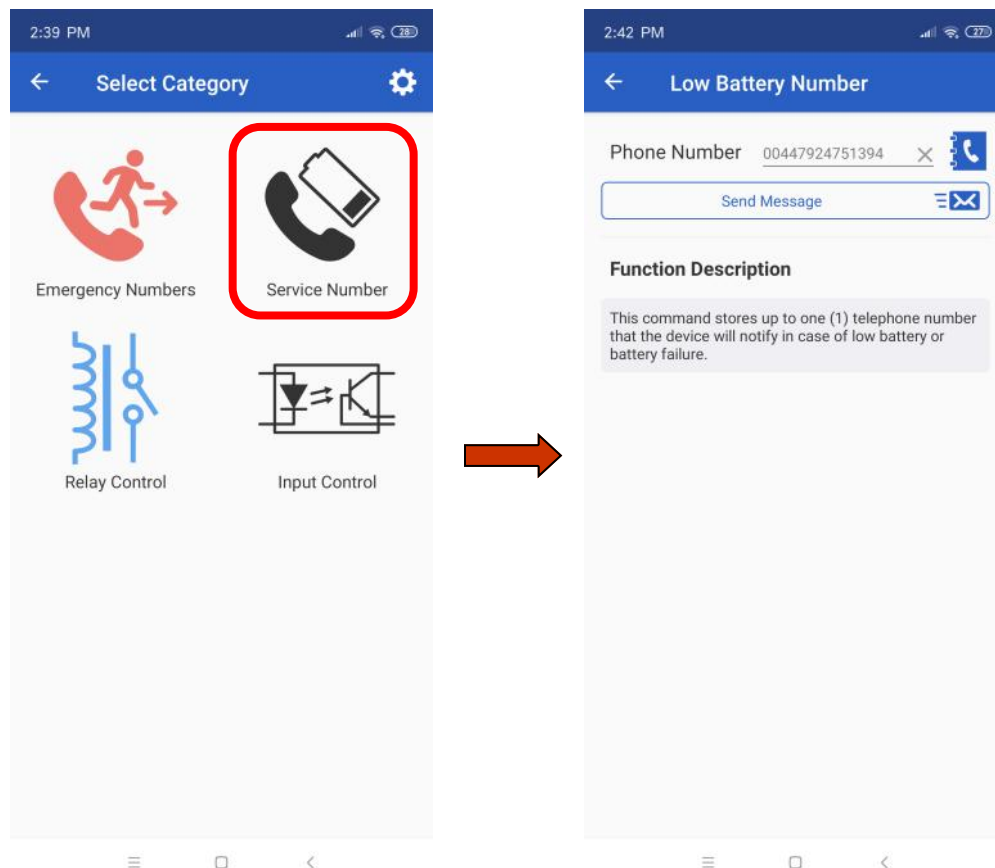 2:39 PM
28
Select Category
Emergency Numbers
Service Number
Relay Control
Input Control
2:42 PM
27
Low Battery Number
Phone Number 00447924751394
Send Message
Function Description
This command stores up to one (1) telephone number
that the device will notify in case of low battery or
battery failure.